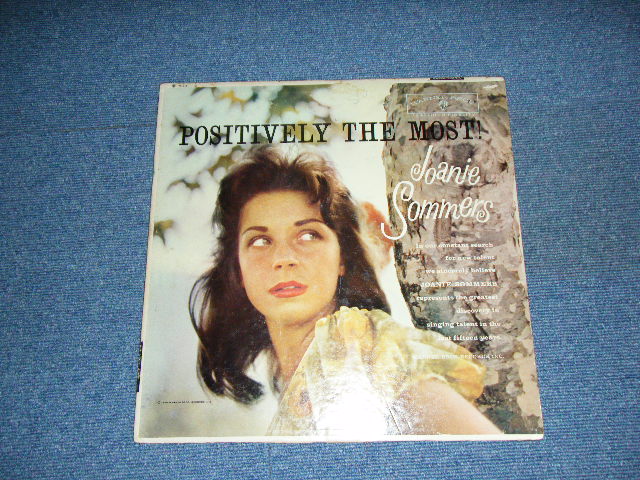 POSITIVELY THE MOST!
Joanie
Sommers
In our constant search
for new talent
we sincerely believe
JOANIE SOMMERS
represents the greatest
discovery in
singing talent in the
last fifteen years